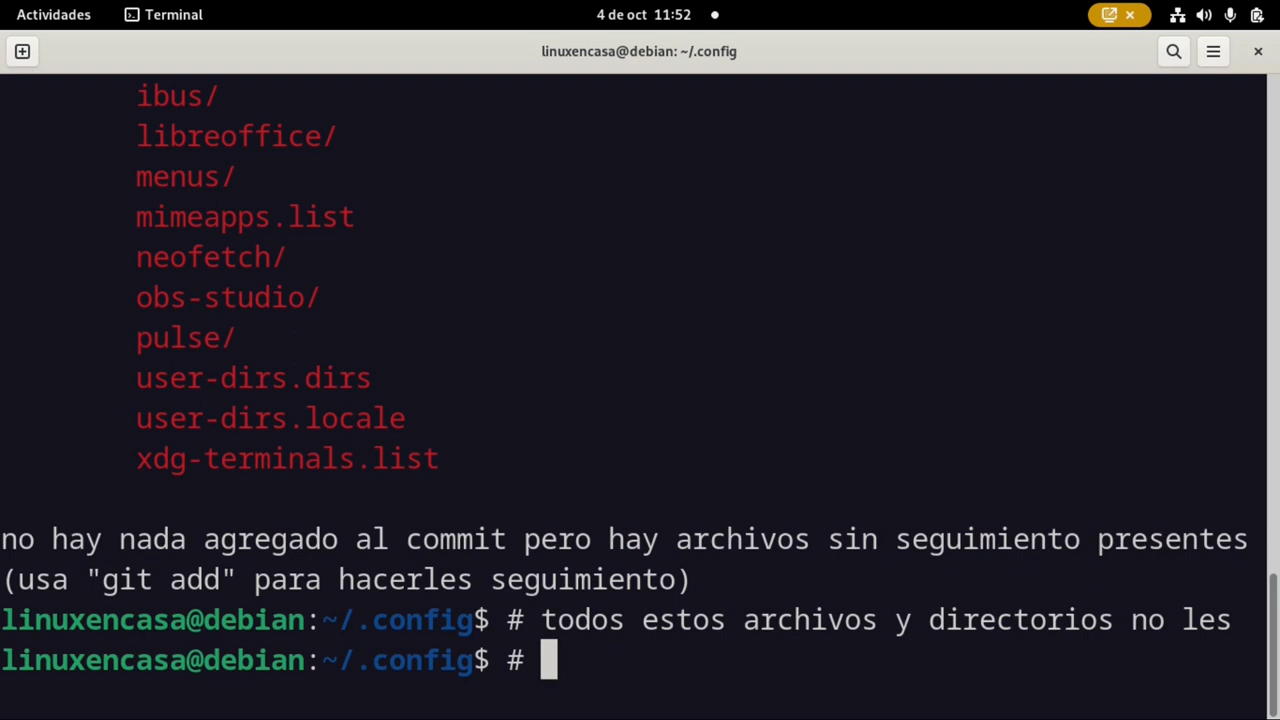 Actividades Terminal 4 de oct 11:52
linuxencasa@debian: ~/.config
ibus/
libreoffice/
menus/
mimeapps.list
neofetch/
obs-studio/
pulse/
user-dirs.dirs
user-dirs.locale
xdg-terminals.list
no hay nada agregado al commit pero hay archivos sin seguimiento presentes
(usa "git add" para hacerles seguimiento)
linuxencasa@debian:~/.config$ # todos estos archivos y directorios no les
linuxencasa@debian:~/.config$ #